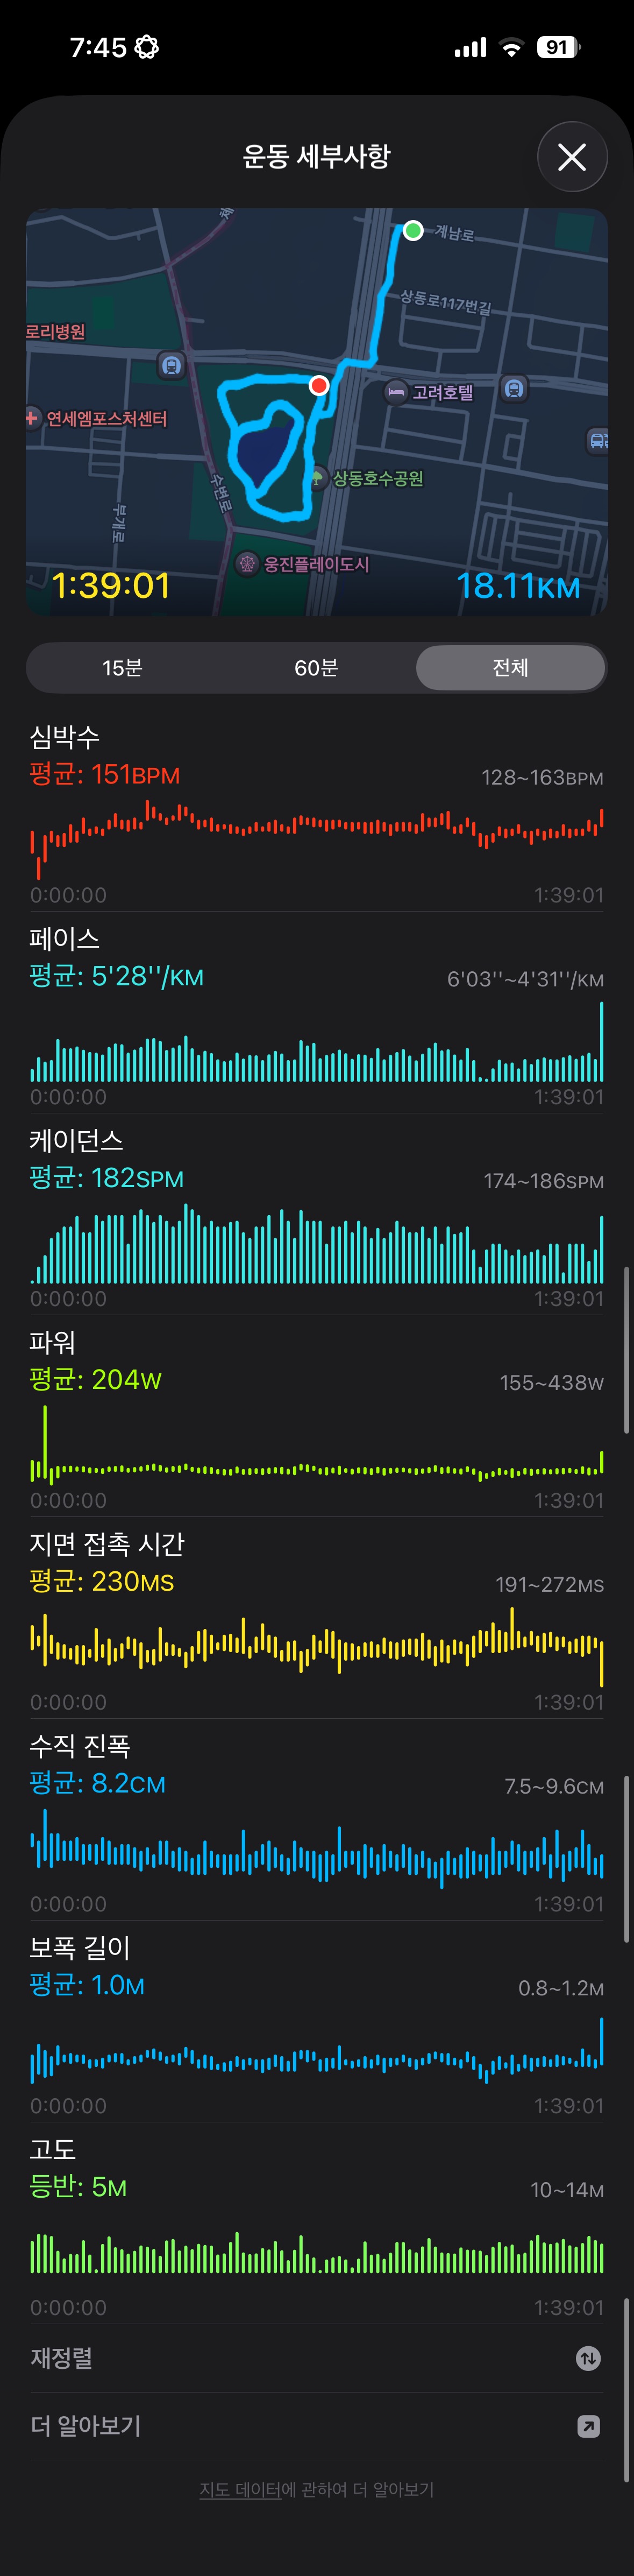 7:45
91
운동 세부사항
계남로
상동로117번길
로리병원
고려호텔
연세엠포스처센터
수변로
상동호수공원
부개로
웅진플레이도시
1:39:01
18.11KM
15분
60분
전체
심박수
평균: 151BPM
128~163BPM
0:00:00
1:39:01
페이스
평균: 5'28''/KM
6'03''~4'31''/KM
0:00:00
1:39:01
케이던스
평균: 182SPM
174~186SPM
0:00:00
1:39:01
파워
평균: 204W
155~438W
0:00:00
1:39:01
지면 접촉 시간
평균: 230MS
191~272MS
0:00:00
1:39:01
수직 진폭
평균: 8.2CM
7.5~9.6CM
0:00:00
1:39:01
보폭 길이
평균: 1.0M
0.8~1.2M
0:00:00
1:39:01
고도
등반: 5M
10~14M
0:00:00
1:39:01
재정렬
더 알아보기
지도 데이터에 관하여 더 알아보기